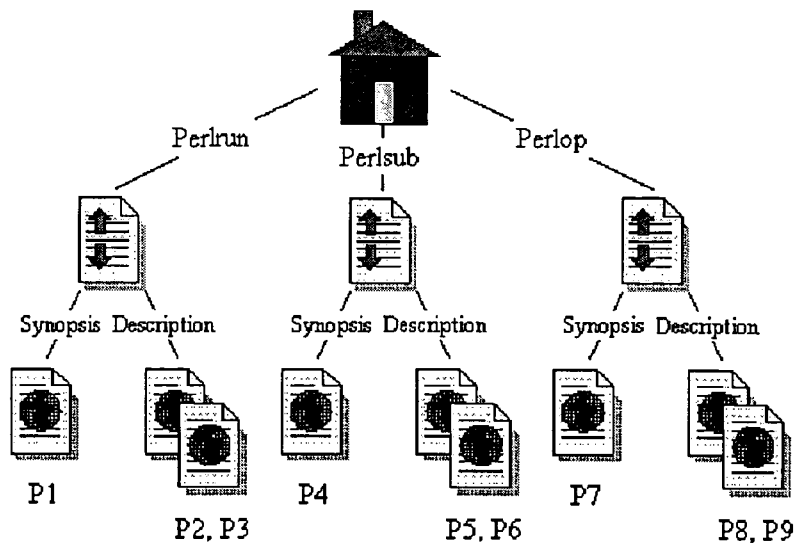 Perlrun
Perlsub
Perlop
Synopsis Description
Synopsis Description
Synopsis Description
P1
P2, P3
P4
P5, P6
P7
P8, P9